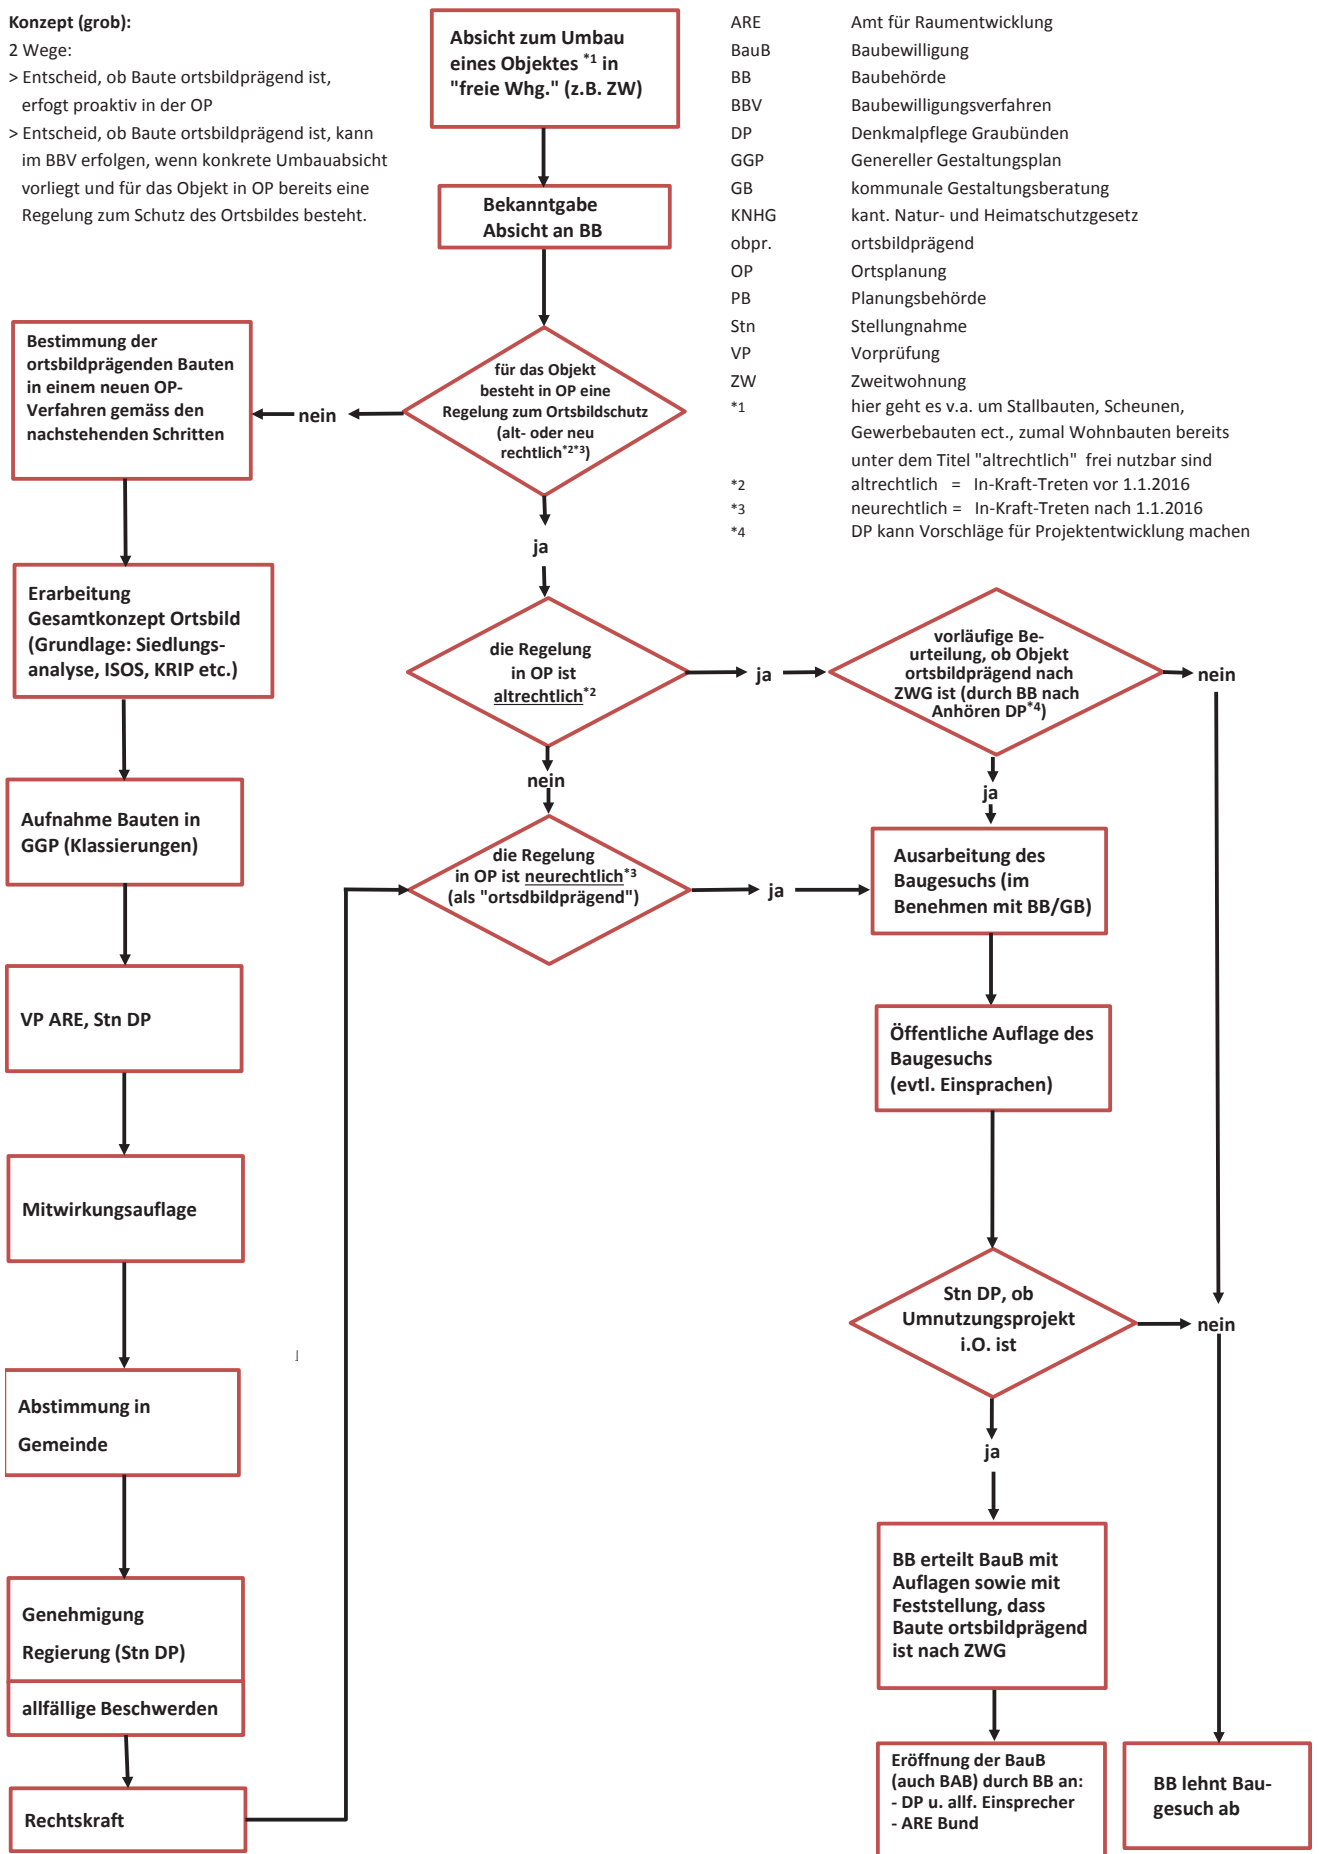 Konzept (grob):
2 Wege:
> Entscheid, ob Baute ortsbildprägend ist,
erfogt proaktiv in der OP
> Entscheid, ob Baute ortsbildprägend ist, kann
im BBV erfolgen, wenn konkrete Umbauabsicht
vorliegt und für das Objekt in OP bereits eine
Regelung zum Schutz des Ortsbildes besteht.
Absicht zum Umbau
eines Objektes *1 in
"freie Whg." (z.B. ZW)
Bekanntgabe
Absicht an BB
ARE Amt für Raumentwicklung
BauB Baubewilligung
BB Baubehörde
BBV Baubewilligungsverfahren
DP Denkmalpflege Graubünden
GGP Genereller Gestaltungsplan
GB kommunale Gestaltungsberatung
KNHG kant. Natur- und Heimatschutzgesetz
obpr. ortsbildprägend
OP Ortsplanung
PB Planungsbehörde
Stn Stellungnahme
VP Vorprüfung
ZW Zweitwohnung
*1 hier geht es v.a. um Stallbauten, Scheunen,
Gewerbebauten ect., zumal Wohnbauten bereits
unter dem Titel "altrechtlich" frei nutzbar sind
*2 altrechtlich = In-Kraft-Treten vor 1.1.2016
*3 neurechtlich = In-Kraft-Treten nach 1.1.2016
*4 DP kann Vorschläge für Projektentwicklung machen
für das Objekt
besteht in OP eine
Regelung zum Ortsbildschutz
(alt- oder neu
rechtlich*2*3)
nein
Bestimmung der
ortsbildprägenden Bauten
in einem neuen OP-
Verfahren gemäss den
nachstehenden Schritten
Erarbeitung
Gesamtkonzept Ortsbild
(Grundlage: Siedlungs-
analyse, ISOS, KRIP etc.)
Aufnahme Bauten in
GGP (Klassierungen)
VP ARE, Stn DP
Mitwirkungsauflage
Abstimmung in
Gemeinde
Genehmigung
Regierung (Stn DP)
allfällige Beschwerden
Rechtskraft
ja
die Regelung
in OP ist
altrechtlich*2
ja
vorläufige Be-
urteilung, ob Objekt
ortsbildprägend nach
ZWG ist (durch BB nach
Anhören DP*4)
nein
nein
ja
die Regelung
in OP ist neurechtlich*3
(als "ortsdbildprägend")
ja
Ausarbeitung des
Baugesuchs (im
Benehmen mit BB/GB)
Öffentliche Auflage des
Baugesuchs
(evtl. Einsprachen)
Stn DP, ob
Umnutzungsprojekt
i.O. ist
nein
ja
BB erteilt BauB mit
Auflagen sowie mit
Feststellung, dass
Baute ortsbildprägend
ist nach ZWG
Eröffnung der BauB
(auch BAB) durch BB an:
- DP u. allf. Einsprecher
- ARE Bund
BB lehnt Bau-
gesuch ab